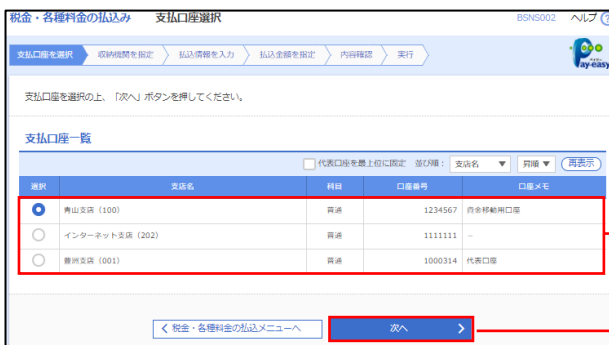 税金・各種料金の払込み 支払口座選択 BSNS002 ヘルプ ?
支払口座を選択 収納機関を指定 払込情報を入力 払込金額を指定 内容確認 実行
Pay-easy
支払口座を選択の上、「次へ」ボタンを押してください。
支払口座一覧
代表口座を最上位に固定 並び順： 支店名 ▼ 昇順 ▼ 再表示
選択 支店名 科目 口座番号 口座メモ
青山支店（100） 普通 1234567 資金移動用口座
インターネット支店（202） 普通 1111111 －
豊洲支店（001） 普通 1000314 代表口座
税金・各種料金の払込メニューへ 次へ